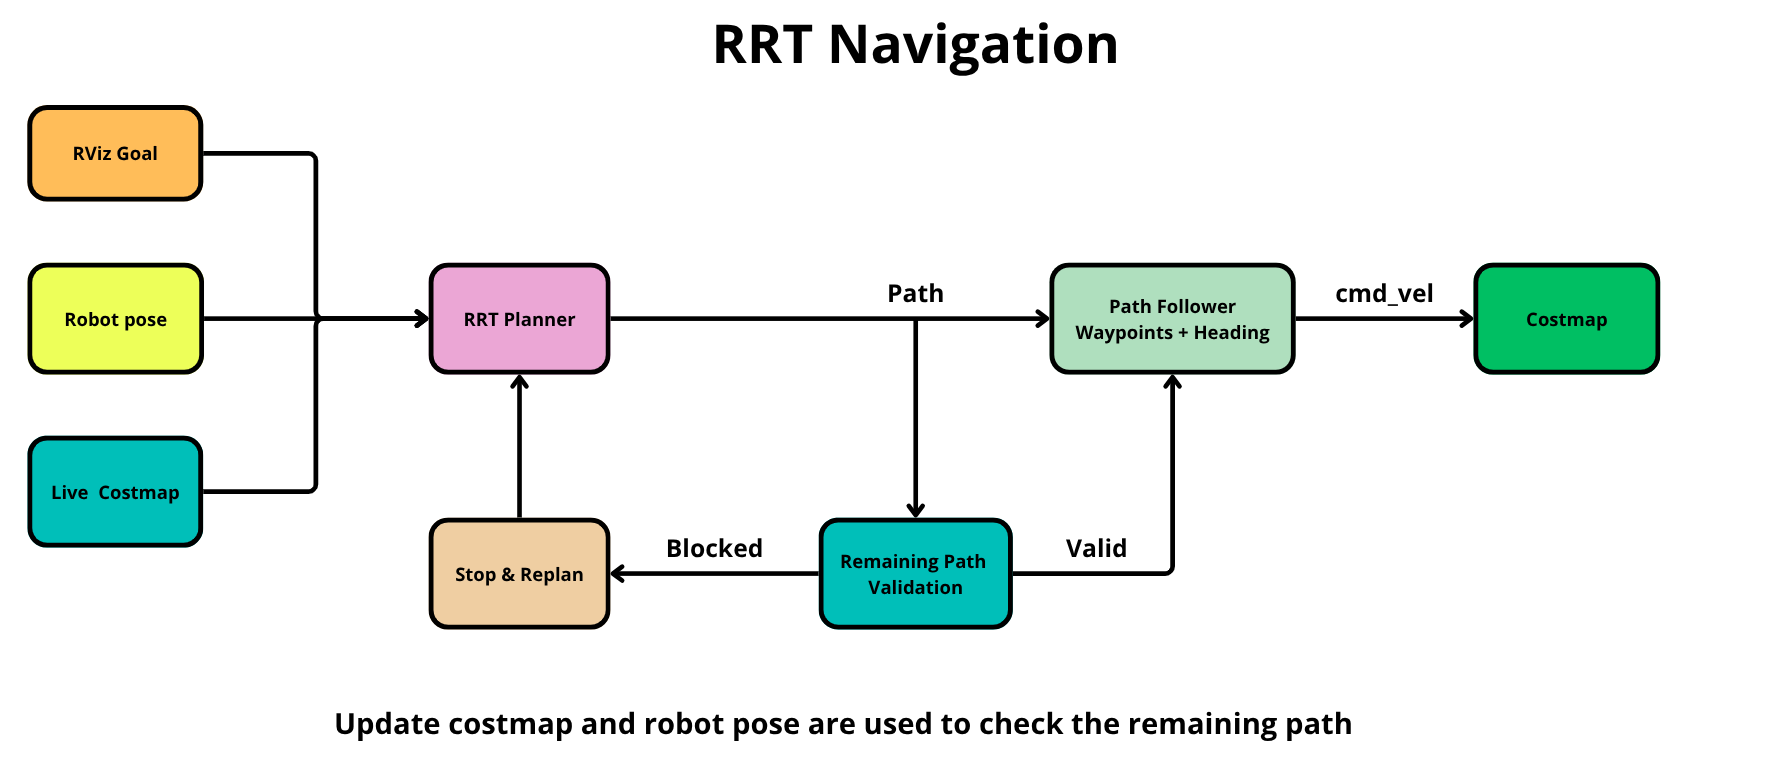 RRT Navigation
RViz Goal
Robot pose
Live  Costmap
RRT Planner
Path
Path Follower
Waypoints + Heading
cmd_vel
Costmap
Stop & Replan
Blocked
Remaining Path
Validation
Valid
Update costmap and robot pose are used to check the remaining path